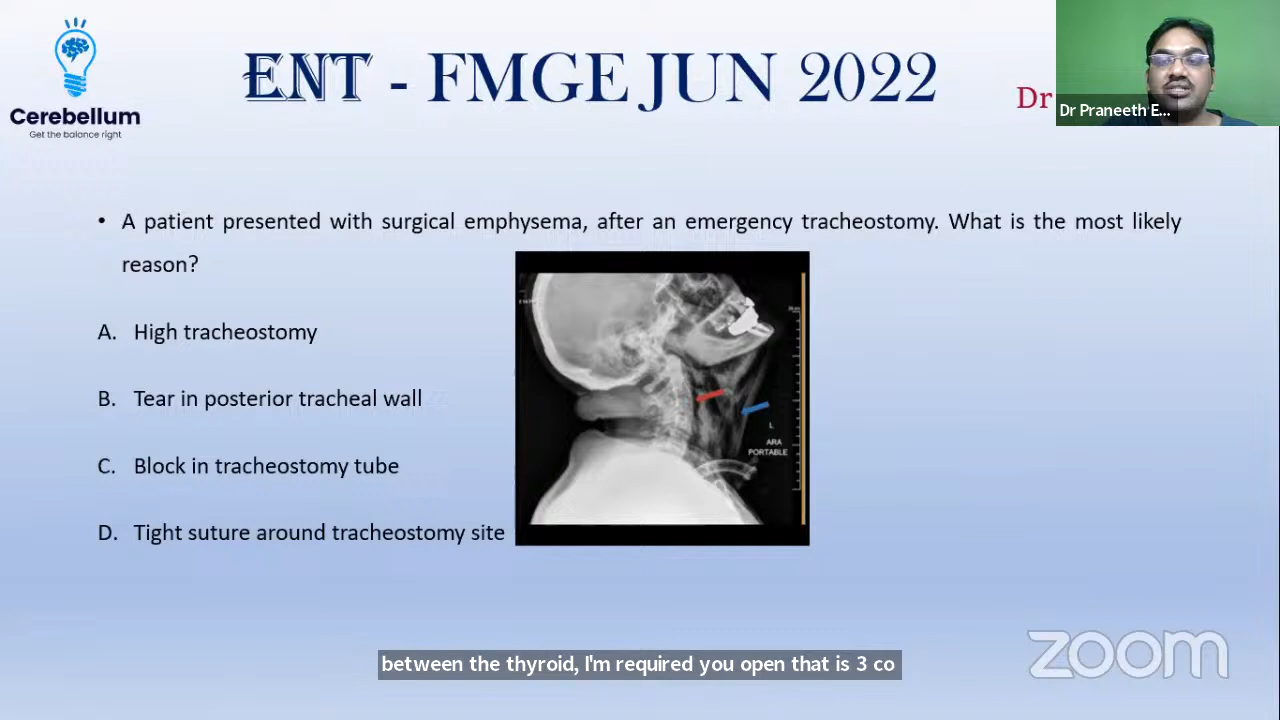 Cerebellum
Get the balance right
ENT - FMGE JUN 2022
Dr
Dr Praneeth E...
• A patient presented with surgical emphysema, after an emergency tracheostomy. What is the most likely
reason?
A. High tracheostomy
B. Tear in posterior tracheal wall
C. Block in tracheostomy tube
D. Tight suture around tracheostomy site
L
ARA
PORTABLE
between the thyroid, I'm required you open that is 3 co
zoom